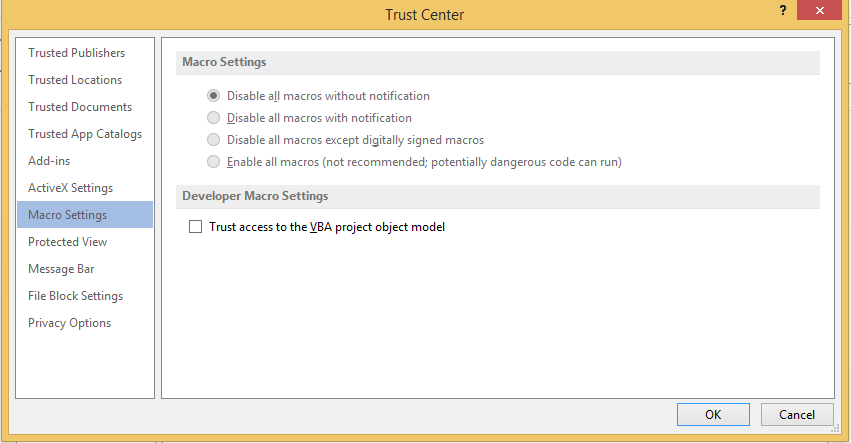 Trust Center
?
Trusted Publishers
Trusted Locations
Trusted Documents
Trusted App Catalogs
Add-ins
ActiveX Settings
Macro Settings
Protected View
Message Bar
File Block Settings
Privacy Options
Macro Settings
Disable all macros without notification
Disable all macros with notification
Disable all macros except digitally signed macros
Enable all macros (not recommended; potentially dangerous code can run)
Developer Macro Settings
Trust access to the VBA project object model
OK
Cancel